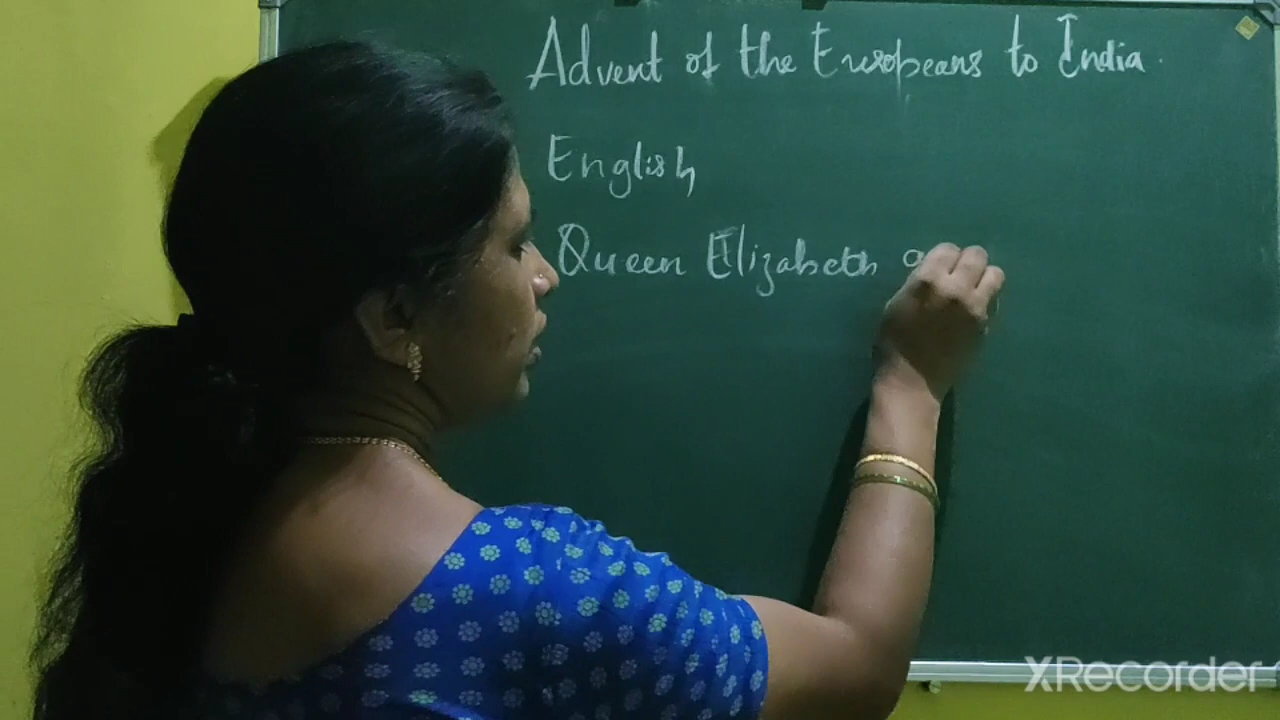 Advent of the Europeans to India.
English
Queen Elizabeth
XRecorder